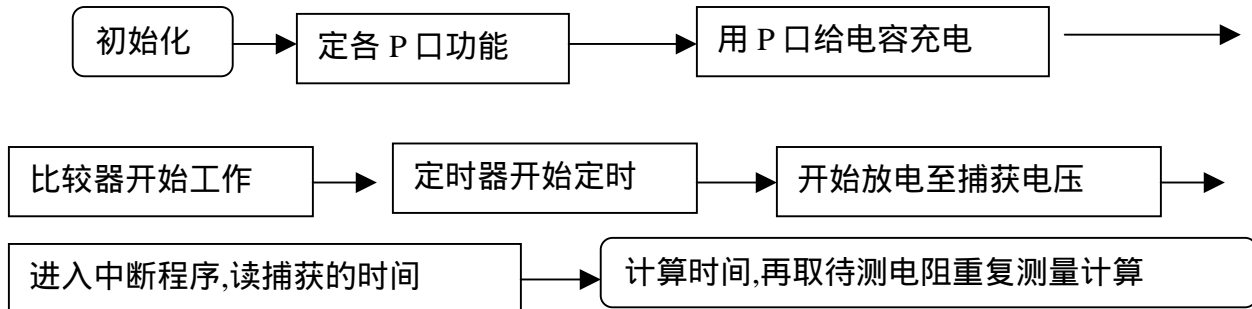 初始化 定各 P 口功能 用 P 口给电容充电
比较器开始工作 定时器开始定时 开始放电至捕获电压
进入中断程序,读捕获的时间 计算时间,再取待测电阻重复测量计算